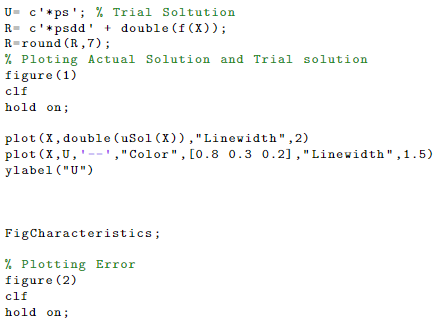 U= c'*ps'; % Trial Soltution
R= c'*psdd' + double(f(X));
R=round(R,7);
% Ploting Actual Solution and Trial solution
figure(1)
clf
hold on;
plot(X,double(uSol(X)),"Linewidth",2)
plot(X,U,'--',"Color",[0.8 0.3 0.2],"Linewidth",1.5)
ylabel("U")
FigCharacteristics;
% Plotting Error
figure(2)
clf
hold on;